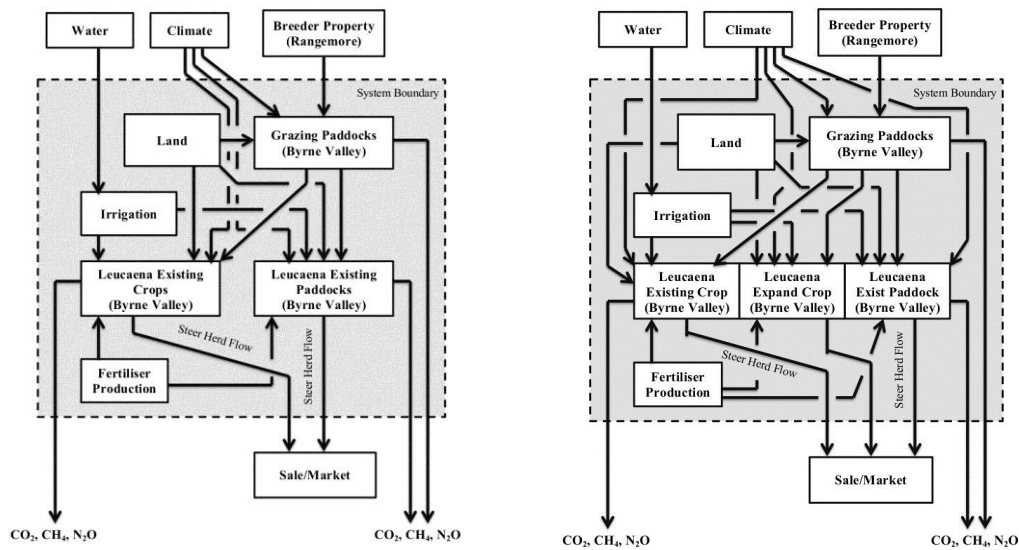 Water
Climate
Breeder Property
(Rangemore)
System Boundary
Land
Grazing Paddocks
(Byrne Valley)
Irrigation
Leucaena Existing
Crops
(Byrne Valley)
Leucaena Existing
Paddocks
(Byrne Valley)
Steer Herd Flow
Steer Herd Flow
Fertiliser
Production
Sale/Market
CO₂, CH₄, N₂O
CO₂, CH₄, N₂O
Water
Climate
Breeder Property
(Rangemore)
System Boundary
Land
Grazing Paddocks
(Byrne Valley)
Irrigation
Leucaena
Existing Crop
(Byrne Valley)
Leucaena
Expand Crop
(Byrne Valley)
Leucaena
Exist Paddock
(Byrne Valley)
Steer Herd Flow
Steer Herd Flow
Fertiliser
Production
Sale/Market
CO₂, CH₄, N₂O
CO₂, CH₄, N₂O